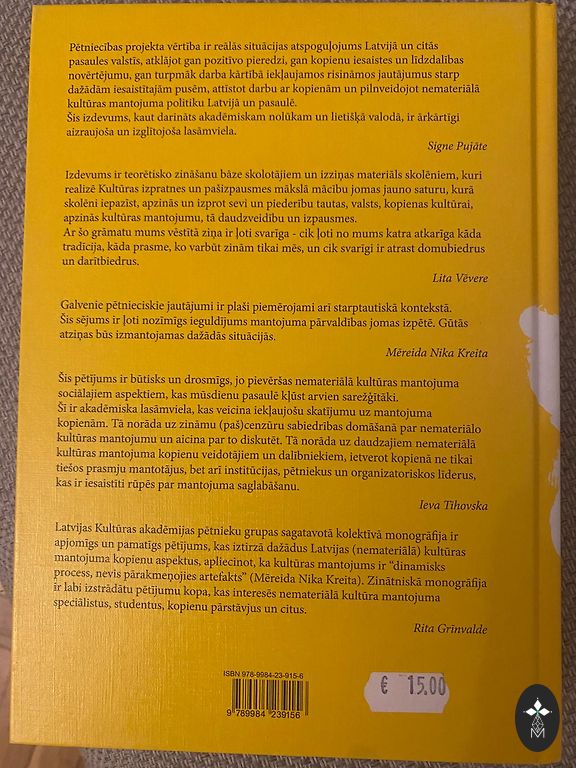 Pētniecības projekta vērtība ir reālās situācijas atspoguļojums Latvijā un citās
pasaules valstīs, atklājot gan pozitīvo pieredzi, gan kopienu iesaistes un līdzdalības
novērtējumu, gan turpmāk darba kārtībā iekļaujamos risināmos jautājumus starp
dažādām iesaistītajām pusēm, attīstot darbu ar kopienām un pilnveidojot nemateriālā
kultūras mantojuma politiku Latvijā un pasaulē.
Šis izdevums, kaut darināts akadēmiskam nolūkam un lietišķā valodā, ir ārkārtīgi
aizraujoša un izglītojoša lasāmviela.
Signe Pujāte
Izdevums ir teorētisko zināšanu bāze skolotājiem un izziņas materiāls skolēniem, kuri
realizē Kultūras izpratnes un pašizpausmes mākslā mācību jomas jauno saturu, kurā
skolēni iepazīst, apzinās un izprot sevi un piederību tautas, valsts, kopienas kultūrai,
apzinās kultūras mantojumu, tā daudzveidību un izpausmes.
Ar šo grāmatu mums vēstītā ziņa ir ļoti svarīga - cik ļoti no mums katra atkarīga kāda
tradīcija, kāda prasme, ko varbūt zinām tikai mēs, un cik svarīgi ir atrast domubiedrus
un darītbiedrus.
Lita Vēvere
Galvenie pētnieciskie jautājumi ir plaši piemērojami arī starptautiskā kontekstā.
Šis sējums ir ļoti nozīmīgs ieguldījums mantojuma pārvaldības jomas izpētē. Gūtās
atziņas būs izmantojamas dažādās situācijās.
Mēreida Nika Kreita
Šis pētījums ir būtisks un drosmīgs, jo pievēršas nemateriālā kultūras mantojuma
sociālajiem aspektiem, kas mūsdienu pasaulē kļūst arvien sarežģītāki.
Šī ir akadēmiska lasāmviela, kas veicina iekļaujošu skatījumu uz mantojuma
kopienām. Tā norāda uz zināmu (paš)cenzūru sabiedrības domāšanā par nemateriālo
kultūras mantojumu un aicina par to diskutēt. Tā norāda uz daudzajiem nemateriālā
kultūras mantojuma kopienu veidotājiem un dalībniekiem, ietverot kopienā ne tikai
tiešos prasmju mantotājus, bet arī institūcijas, pētniekus un organizatoriskos līderus,
kas ir iesaistīti rūpēs par mantojuma saglabāšanu.
Ieva Tihovska
Latvijas Kultūras akadēmijas pētnieku grupas sagatavotā kolektīvā monogrāfija ir
apjomīgs un pamatīgs pētījums, kas iztirzā dažādus Latvijas (nemateriālā) kultūras
mantojuma kopienu aspektus, apliecinot, ka kultūras mantojums ir “dinamisks
process, nevis pārakmeņojies artefakts” (Mēreida Nika Kreita). Zinātniskā monogrāfija
ir labi izstrādātu pētījumu kopa, kas interesēs nemateriālā kultūra mantojuma
speciālistus, studentus, kopienu pārstāvjus un citus.
Rita Grīnvalde
ISBN 978-9984-23-915-6
9 789984 239156
€ 15.00
M